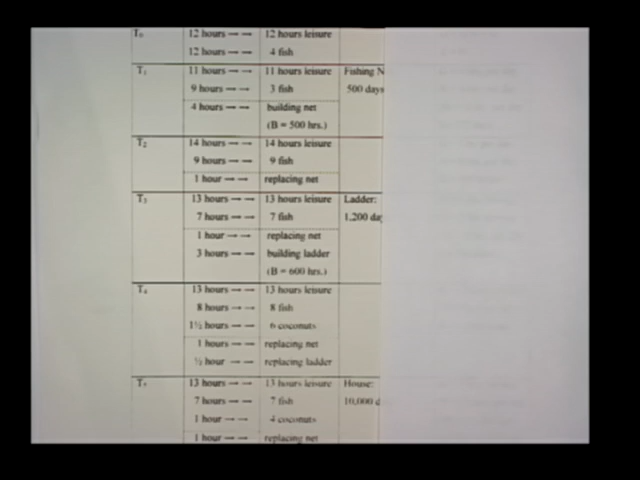 T₀ 12 hours → → 12 hours leisure
12 hours → → 4 fish
T₁ 11 hours → → 11 hours leisure Fishing N
9 hours → → 3 fish 500 days
4 hours → → building net
(B = 500 hrs.)
T₂ 14 hours → → 14 hours leisure
9 hours → → 9 fish
1 hour → → replacing net
T₃ 13 hours → → 13 hours leisure Ladder:
7 hours → → 7 fish 1,200 da
1 hour → → replacing net
3 hours → → building ladder
(B = 600 hrs.)
T₄ 13 hours → → 13 hours leisure
8 hours → → 8 fish
1½ hours → → 6 coconuts
1 hours → → replacing net
½ hour → → replacing ladder
T₅ 13 hours → → 13 hours leisure House:
7 hours → → 7 fish 10,000 d
1 hour → → 4 coconuts
1 hour → → replacing net